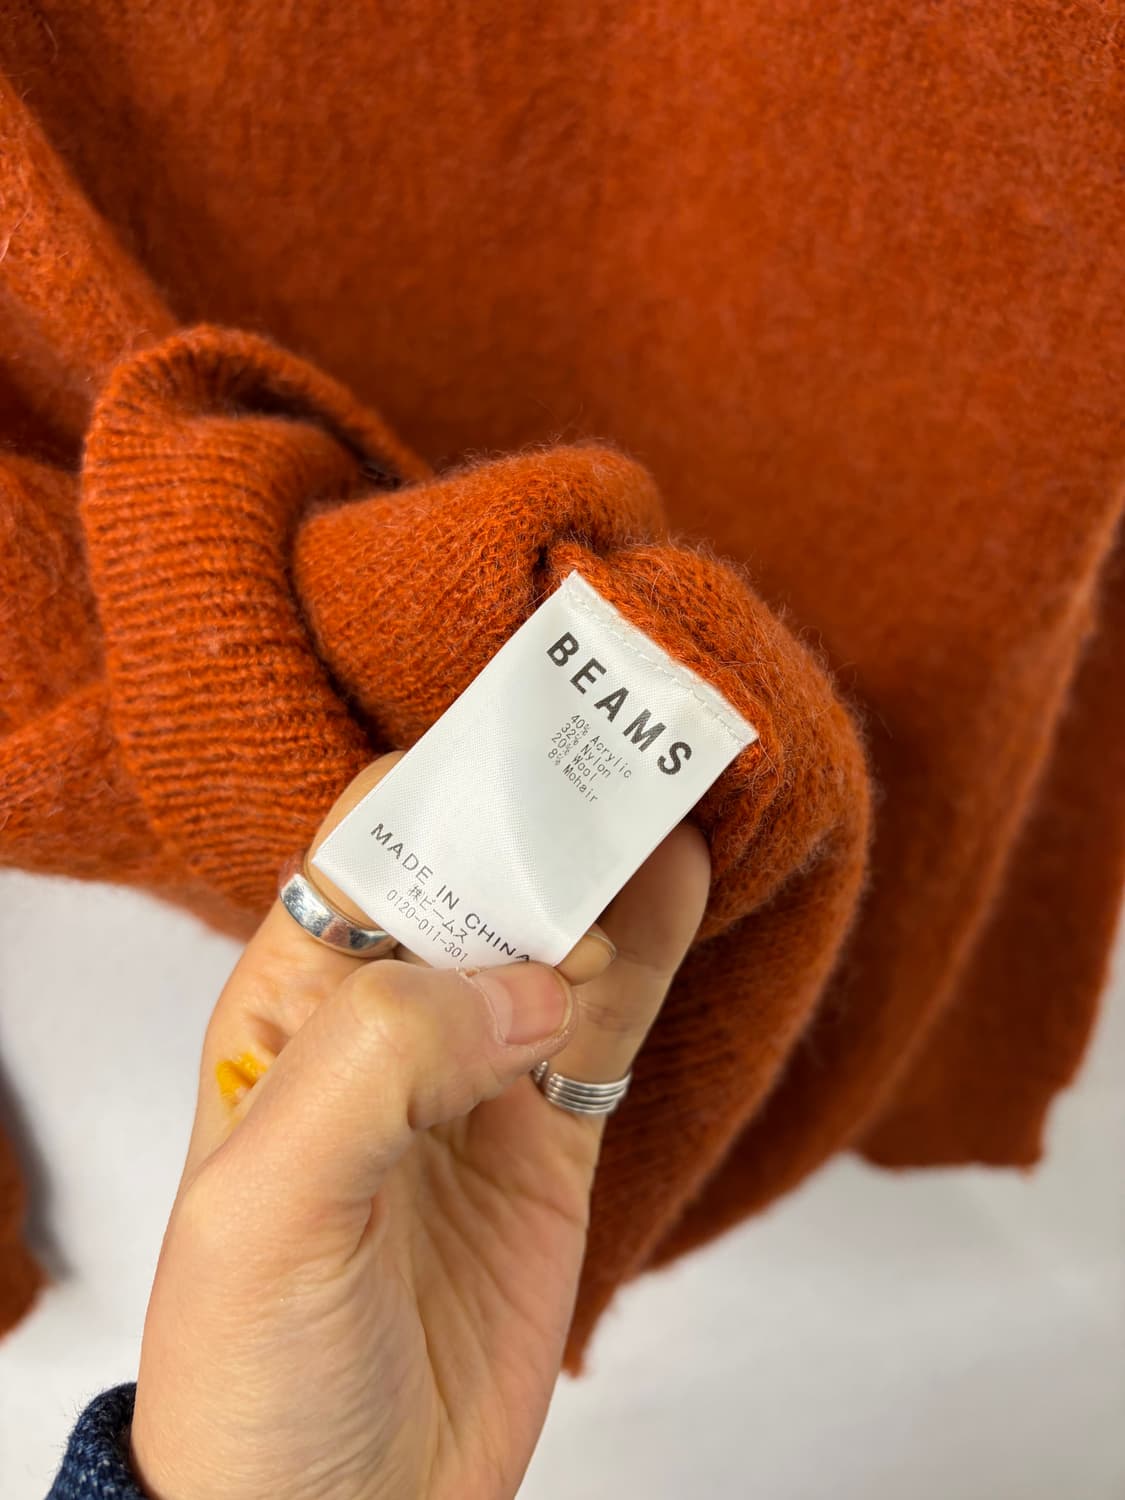 BEAMS
40% Acrylic
32% Nylon
20% Wool
8% Mohair
MADE IN CHINA
㈱ビームス
0120-011-301